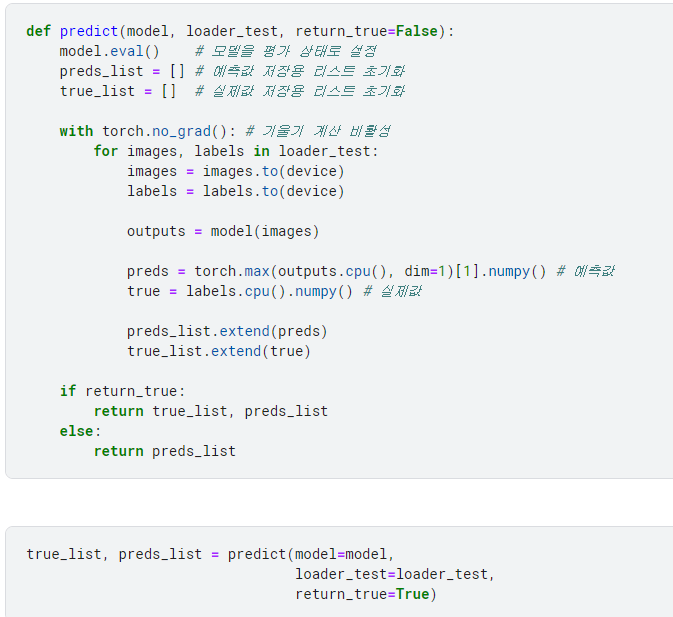 def predict(model, loader_test, return_true=False):
    model.eval()    # 모델을 평가 상태로 설정
    preds_list = [] # 예측값 저장용 리스트 초기화
    true_list = []  # 실제값 저장용 리스트 초기화

    with torch.no_grad(): # 기울기 계산 비활성
        for images, labels in loader_test:
            images = images.to(device)
            labels = labels.to(device)

            outputs = model(images)

            preds = torch.max(outputs.cpu(), dim=1)[1].numpy() # 예측값
            true = labels.cpu().numpy() # 실제값

            preds_list.extend(preds)
            true_list.extend(true)

    if return_true:
        return true_list, preds_list
    else:
        return preds_list

true_list, preds_list = predict(model=model,
                                loader_test=loader_test,
                                return_true=True)